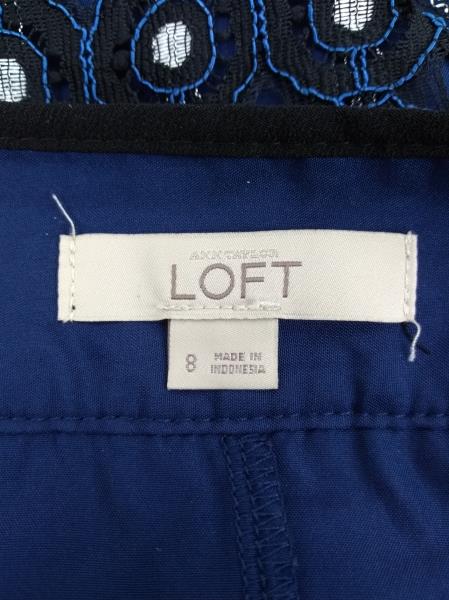 ANN TAYLOR
LOFT
8
MADE IN
INDONESIA